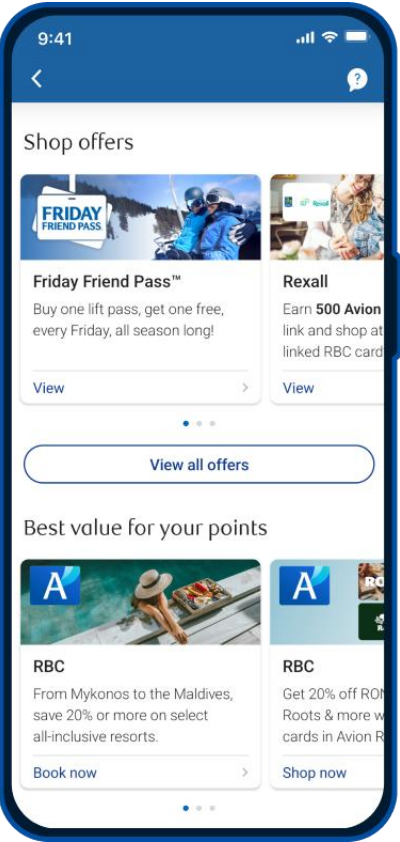 9:41
Shop offers
FRIDAY
FRIEND PASS
Friday Friend Pass™
Buy one lift pass, get one free,
every Friday, all season long!
View
Rexall
Earn 500 Avion
link and shop at
linked RBC card
View
View all offers
Best value for your points
A
RBC
From Mykonos to the Maldives,
save 20% or more on select
all-inclusive resorts.
Book now
A
RO
RBC
Get 20% off RON
Roots & more w
cards in Avion R
Shop now